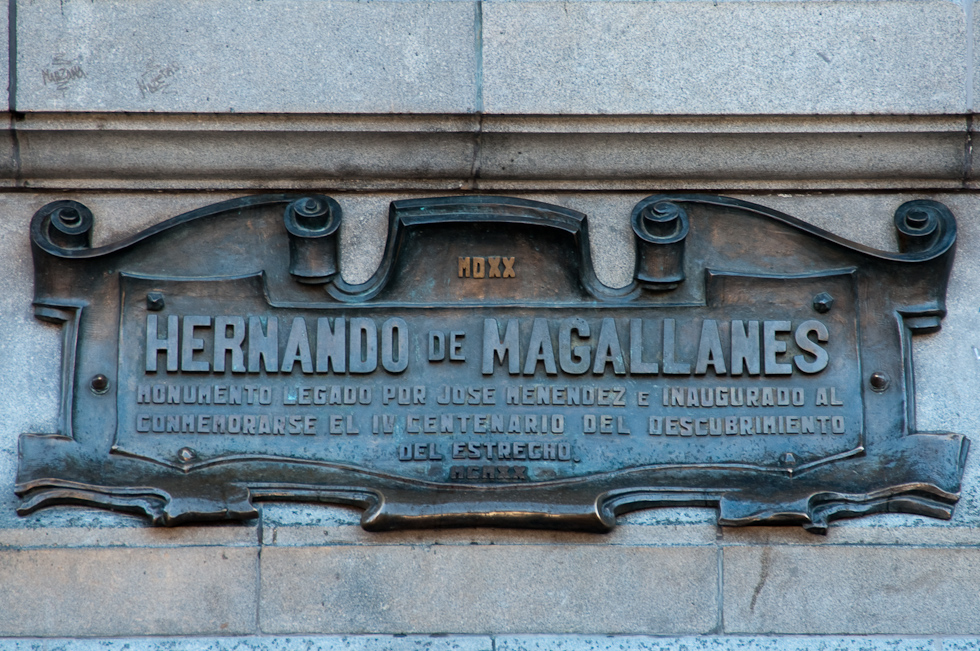 MDXX
HERNANDO DE MAGALLANES
MONUMENTO LEGADO POR JOSÉ MENENDEZ E INAUGURADO AL
CONMEMORARSE EL IV CENTENARIO DEL DESCUBRIMIENTO
DEL ESTRECHO.
MCMXX